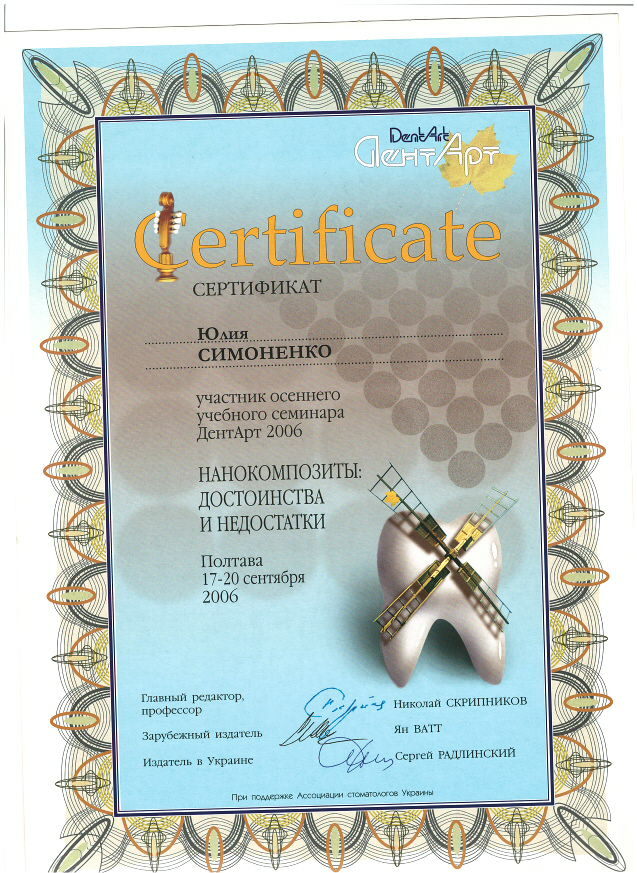 DentArt
ДентАрт
Certificate
СЕРТИФИКАТ
Юлия
СИМОНЕНКО
участник осеннего
учебного семинара
ДентАрт 2006
НАНОКОМПОЗИТЫ:
ДОСТОИНСТВА
И НЕДОСТАТКИ
Полтава
17-20 сентября
2006
Главный редактор,
профессор
Николай СКРИПНИКОВ
Зарубежный издатель
Ян ВАТТ
Издатель в Украине
Сергей РАДЛИНСКИЙ
При поддержке Ассоциации стоматологов Украины